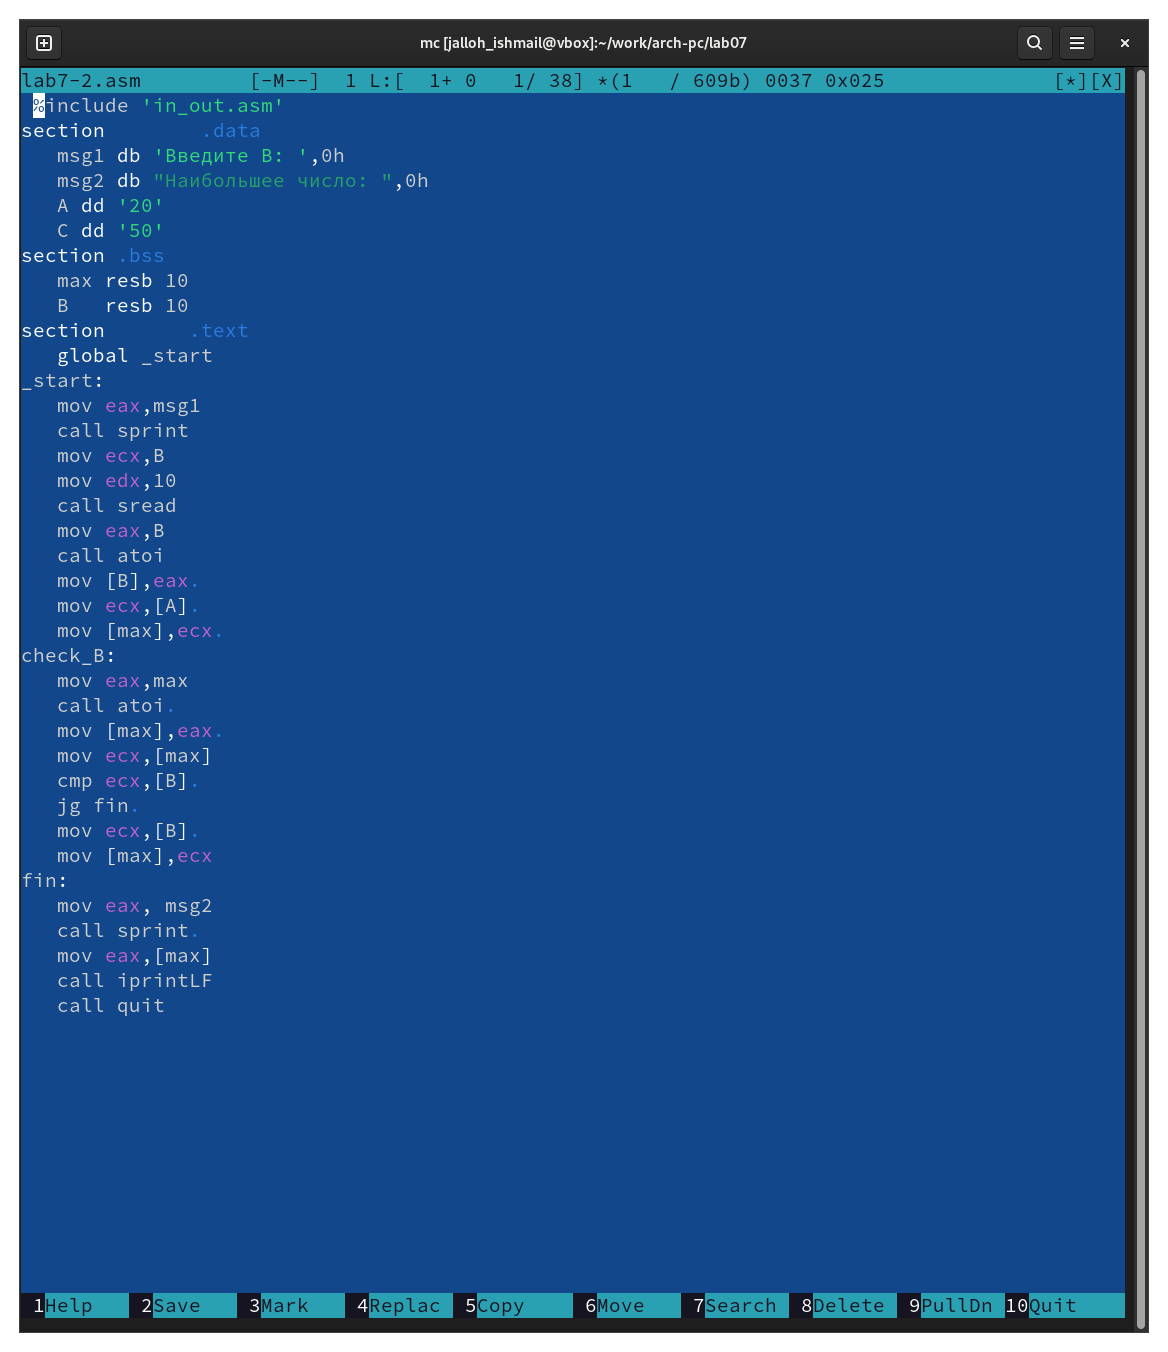 mc [jalloh_ishmail@vbox]:~/work/arch-pc/lab07
lab7-2.asm         [-M--]  1 L:[  1+ 0   1/ 38] *(1   / 609b) 0037 0x025              [*][X]
 %include 'in_out.asm'
section        .data
   msg1 db 'Введите B: ',0h
   msg2 db "Наибольшее число: ",0h
   A dd '20'
   C dd '50'
section .bss
   max resb 10
   B   resb 10
section       .text
   global _start
_start:
   mov eax,msg1
   call sprint
   mov ecx,B
   mov edx,10
   call sread
   mov eax,B
   call atoi
   mov [B],eax.
   mov ecx,[A].
   mov [max],ecx.
check_B:
   mov eax,max
   call atoi.
   mov [max],eax.
   mov ecx,[max]
   cmp ecx,[B].
   jg fin.
   mov ecx,[B].
   mov [max],ecx
fin:
   mov eax, msg2
   call sprint.
   mov eax,[max]
   call iprintLF
   call quit
 1Help    2Save    3Mark    4Replac  5Copy     6Move    7Search  8Delete  9PullDn 10Quit